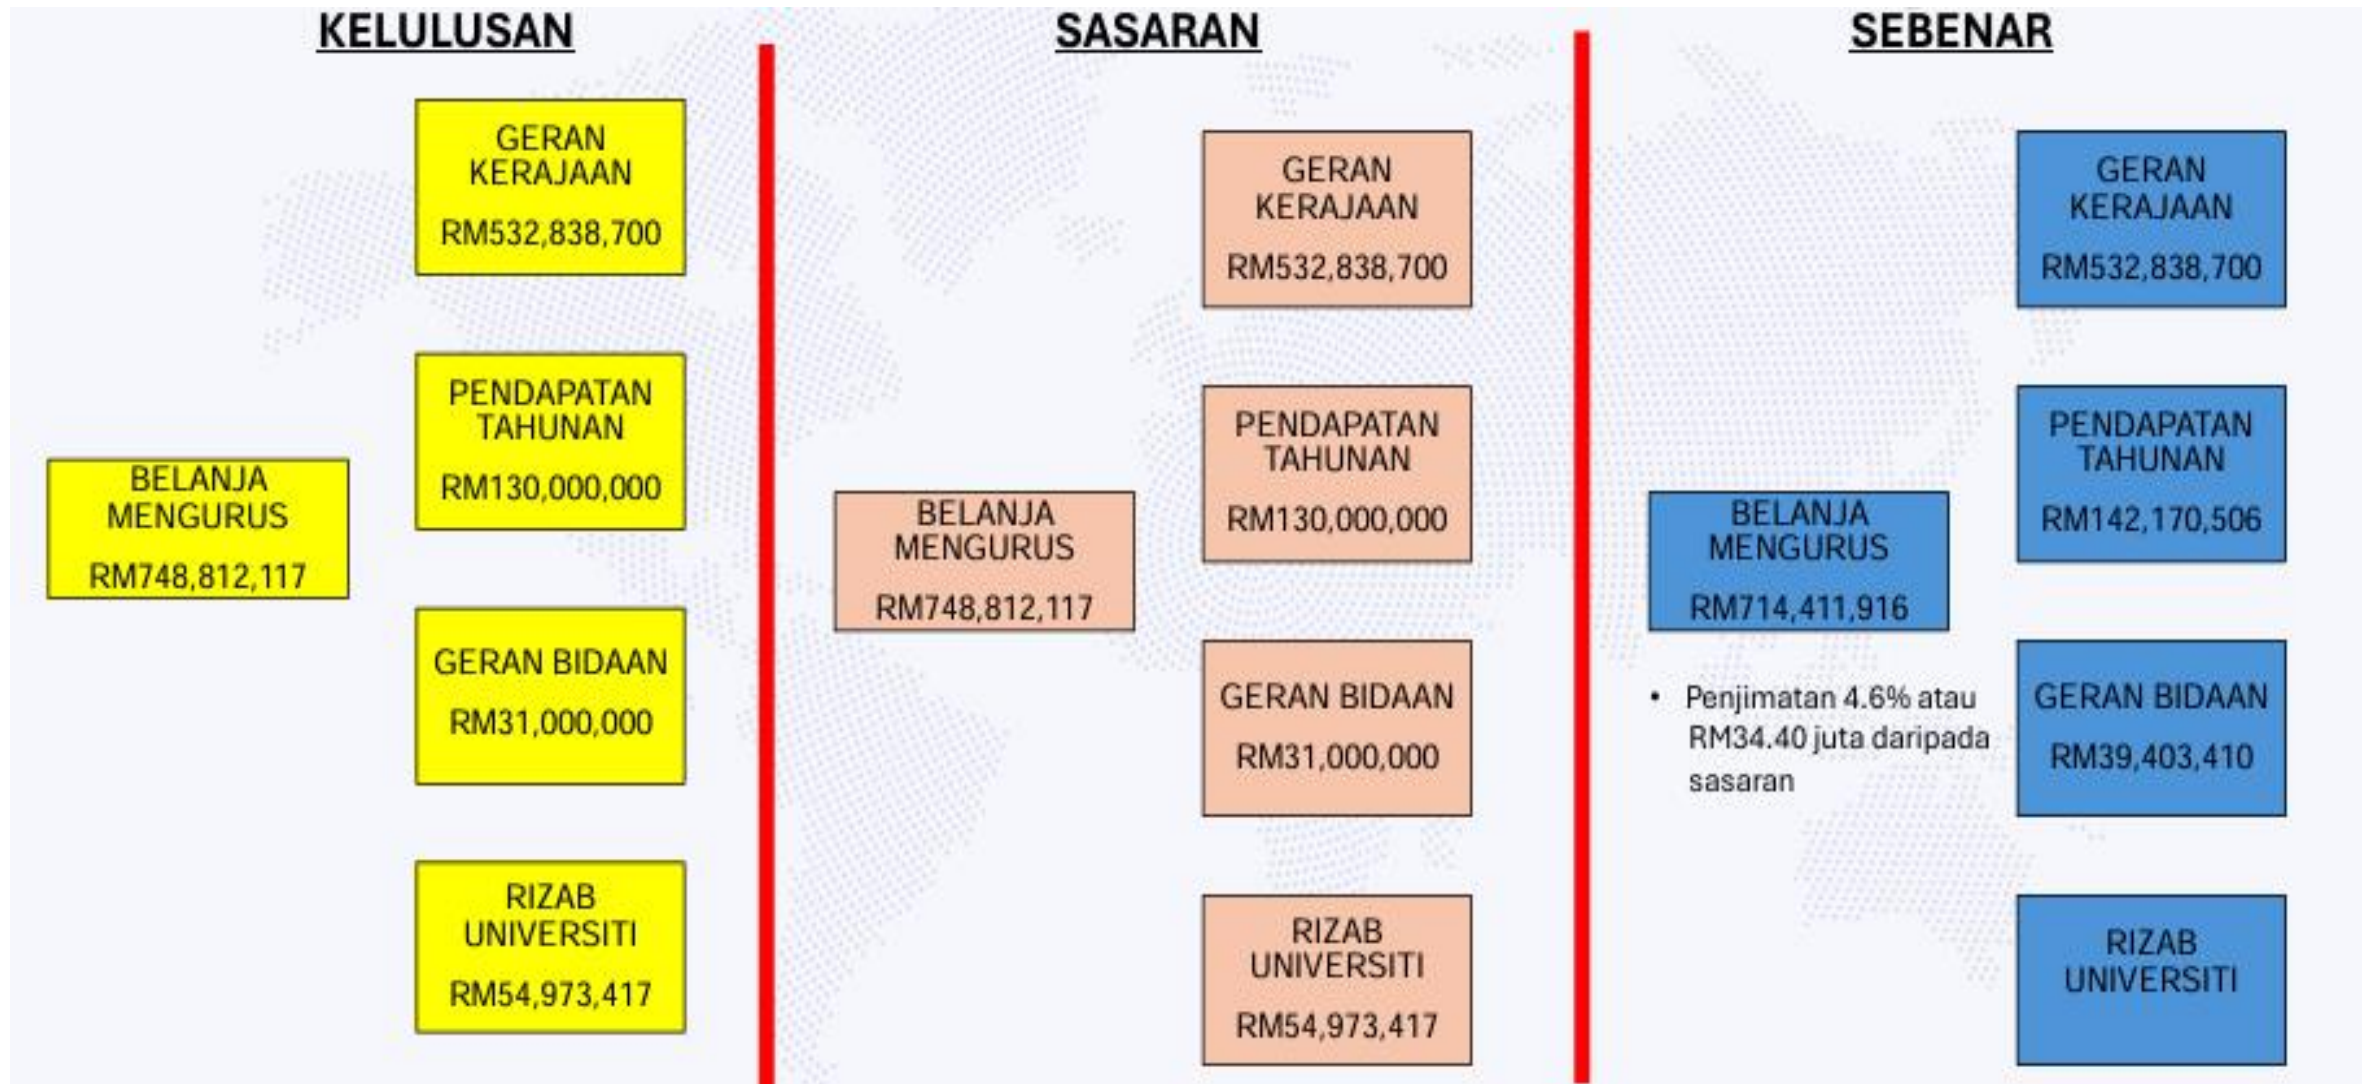 KELULUSAN
GERAN
KERAJAAN
RM532,838,700
PENDAPATAN
TAHUNAN
RM130,000,000
BELANJA
MENGURUS
RM748,812,117
GERAN BIDAAN
RM31,000,000
RIZAB
UNIVERSITI
RM54,973,417
SASARAN
GERAN
KERAJAAN
RM532,838,700
PENDAPATAN
TAHUNAN
RM130,000,000
BELANJA
MENGURUS
RM748,812,117
GERAN BIDAAN
RM31,000,000
RIZAB
UNIVERSITI
RM54,973,417
SEBENAR
GERAN
KERAJAAN
RM532,838,700
PENDAPATAN
TAHUNAN
RM142,170,506
BELANJA
MENGURUS
RM714,411,916
• Penjimatan 4.6% atau
RM34.40 juta daripada
sasaran
GERAN BIDAAN
RM39,403,410
RIZAB
UNIVERSITI